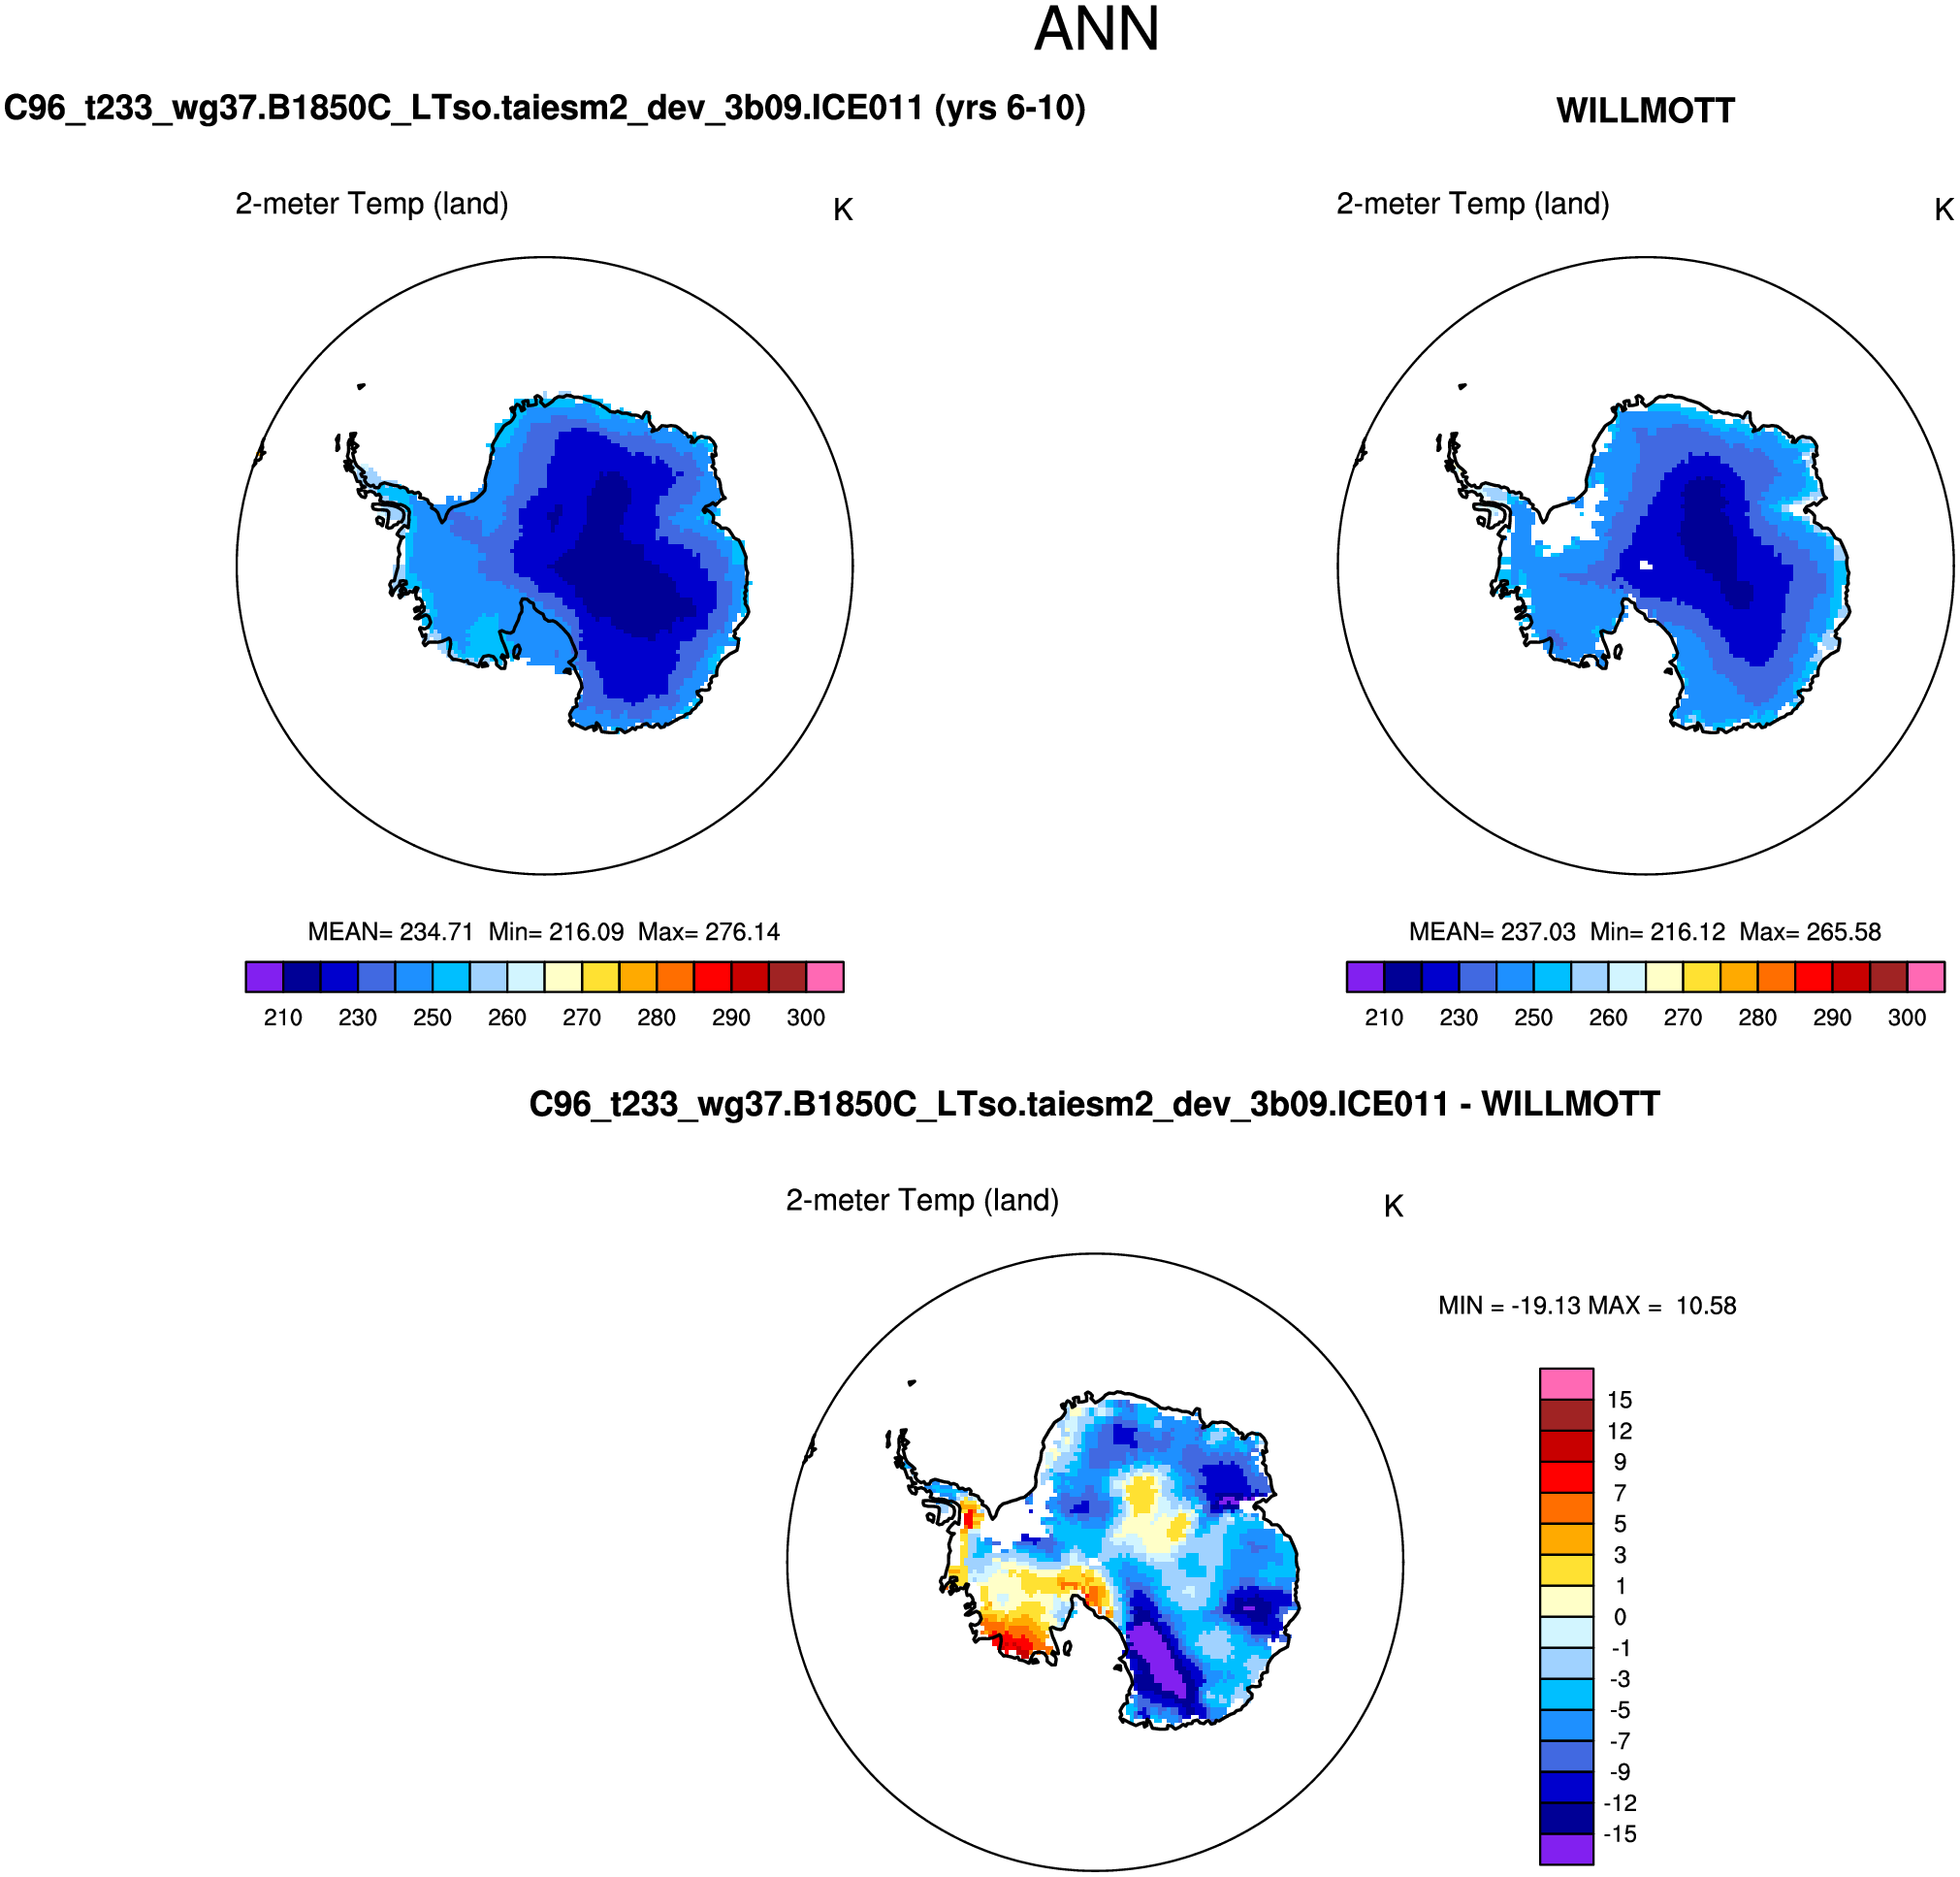 ANN
C96_t233_wg37.B1850C_LTso.taiesm2_dev_3b09.ICE011 (yrs 6-10)
WILLMOTT
2-meter Temp (land) K
2-meter Temp (land) K
MEAN= 234.71 Min= 216.09 Max= 276.14
MEAN= 237.03 Min= 216.12 Max= 265.58
210 230 250 260 270 280 290 300
210 230 250 260 270 280 290 300
C96_t233_wg37.B1850C_LTso.taiesm2_dev_3b09.ICE011 - WILLMOTT
2-meter Temp (land) K
MIN = -19.13 MAX = 10.58
15
12
9
7
5
3
1
0
-1
-3
-5
-7
-9
-12
-15